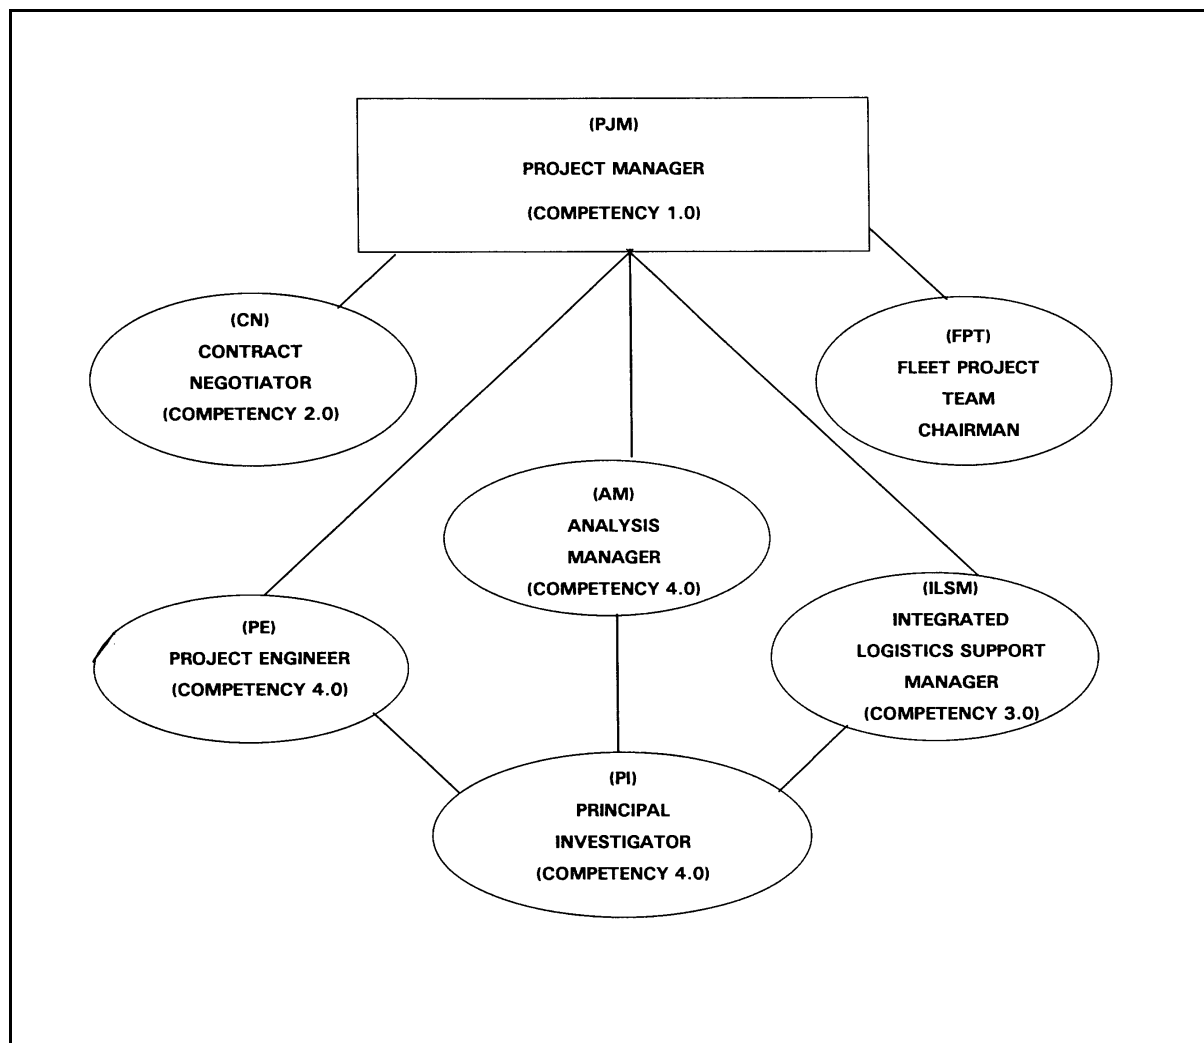 (PJM)
PROJECT MANAGER
(COMPETENCY 1.0)
(CN)
CONTRACT
NEGOTIATOR
(COMPETENCY 2.0)
(FPT)
FLEET PROJECT
TEAM
CHAIRMAN
(AM)
ANALYSIS
MANAGER
(COMPETENCY 4.0)
(PE)
PROJECT ENGINEER
(COMPETENCY 4.0)
(ILSM)
INTEGRATED
LOGISTICS SUPPORT
MANAGER
(COMPETENCY 3.0)
(PI)
PRINCIPAL
INVESTIGATOR
(COMPETENCY 4.0)